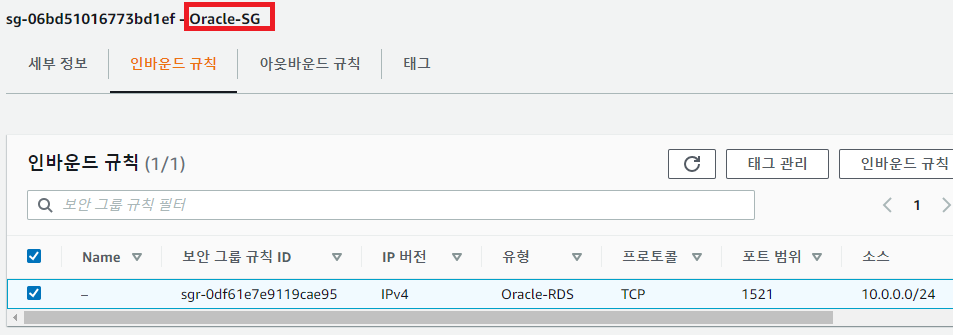 sg-06bd51016773bd1ef - Oracle-SG
세부 정보 인바운드 규칙 아웃바운드 규칙 태그
인바운드 규칙 (1/1) 태그 관리 인바운드 규칙
보안 그룹 규칙 필터 1
Name 보안 그룹 규칙 ID IP 버전 유형 프로토콜 포트 범위 소스
– sgr-0df61e7e9119cae95 IPv4 Oracle-RDS TCP 1521 10.0.0.0/24